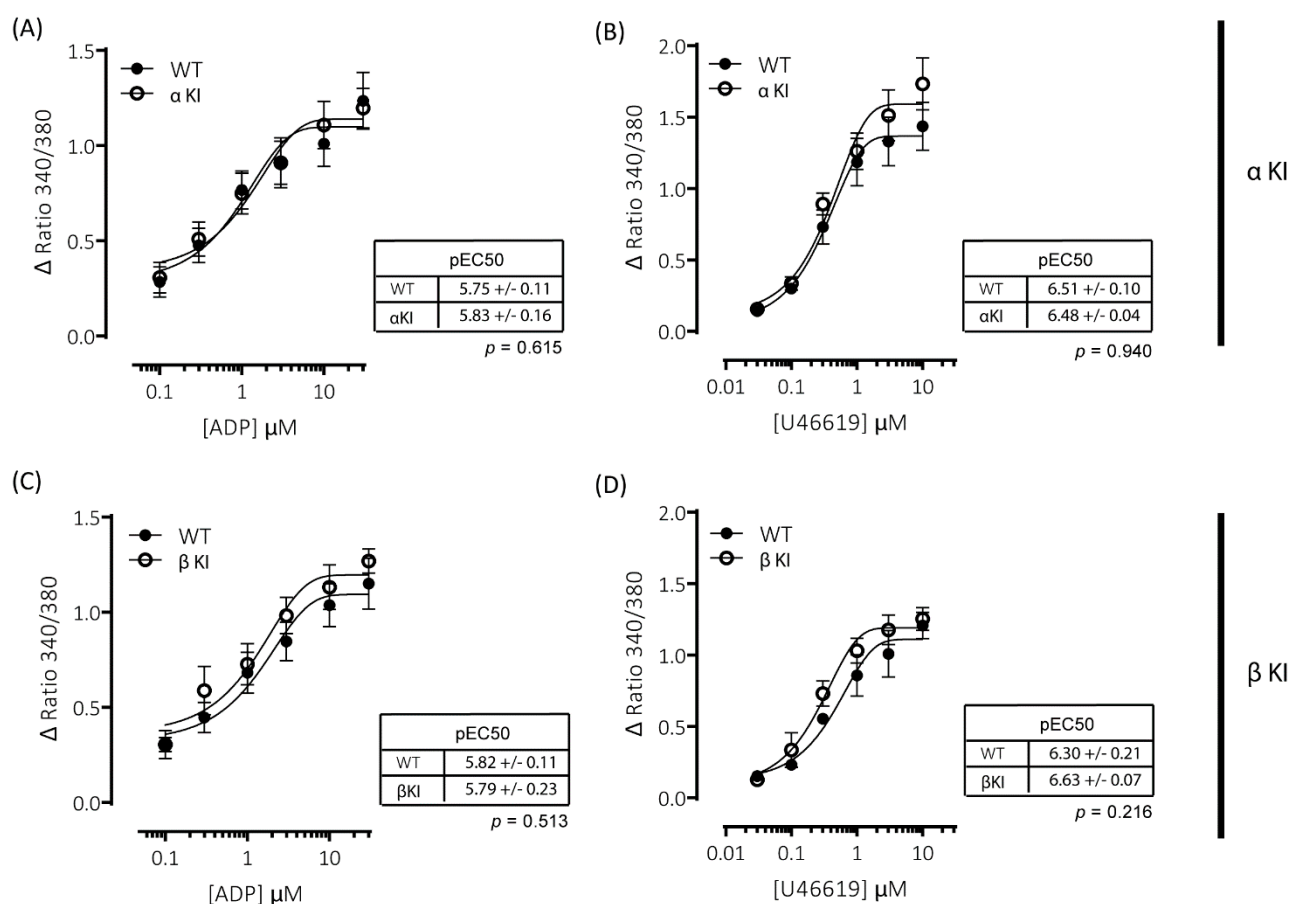 (A)
1.5
1.0
0.5
0.0
Δ Ratio 340/380
WT
α KI
pEC50
WT 5.75 +/- 0.11
αKI 5.83 +/- 0.16
p = 0.615
0.1 1 10
[ADP] μM
(B)
2.0
1.5
1.0
0.5
0.0
Δ Ratio 340/380
WT
α KI
pEC50
WT 6.51 +/- 0.10
αKI 6.48 +/- 0.04
p = 0.940
0.01 0.1 1 10
[U46619] μM
α KI
(C)
1.5
1.0
0.5
0.0
Δ Ratio 340/380
WT
β KI
pEC50
WT 5.82 +/- 0.11
βKI 5.79 +/- 0.23
p = 0.513
0.1 1 10
[ADP] μM
(D)
2.0
1.5
1.0
0.5
0.0
Δ Ratio 340/380
WT
β KI
pEC50
WT 6.30 +/- 0.21
βKI 6.63 +/- 0.07
p = 0.216
0.01 0.1 1 10
[U46619] μM
β KI